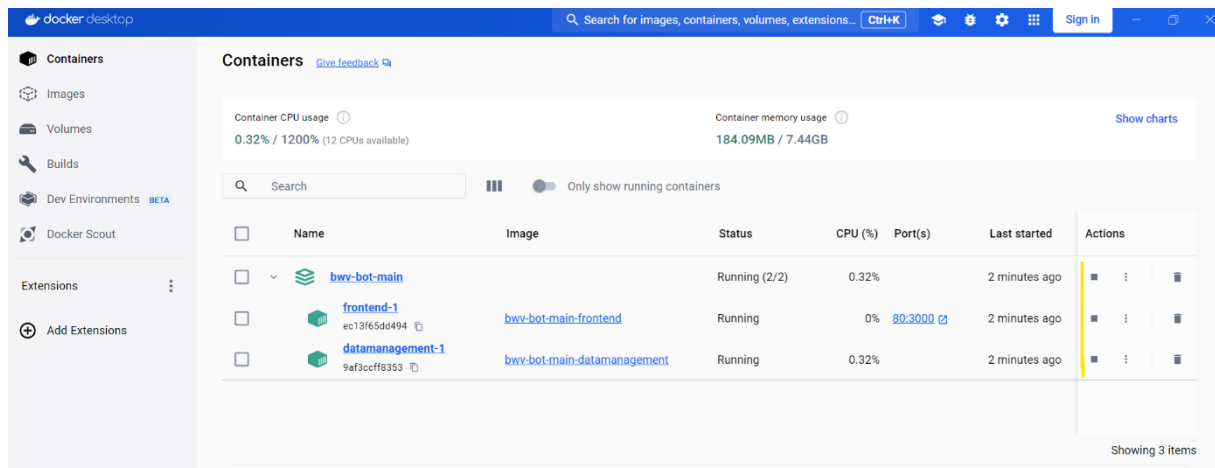 docker desktop
Search for images, containers, volumes, extensions... Ctrl+K
Sign in
Containers
Images
Volumes
Builds
Dev Environments BETA
Docker Scout
Extensions
Add Extensions
Containers Give feedback
Container CPU usage
0.32% / 1200% (12 CPUs available)
Container memory usage
184.09MB / 7.44GB
Show charts
Search
Only show running containers
Name Image Status CPU (%) Port(s) Last started Actions
bwv-bot-main Running (2/2) 0.32% 2 minutes ago
frontend-1
ec13f65dd494
bwv-bot-main-frontend Running 0% 80:3000 2 minutes ago
datamanagement-1
9af3ccff8353
bwv-bot-main-datamanagement Running 0.32% 2 minutes ago
Showing 3 items